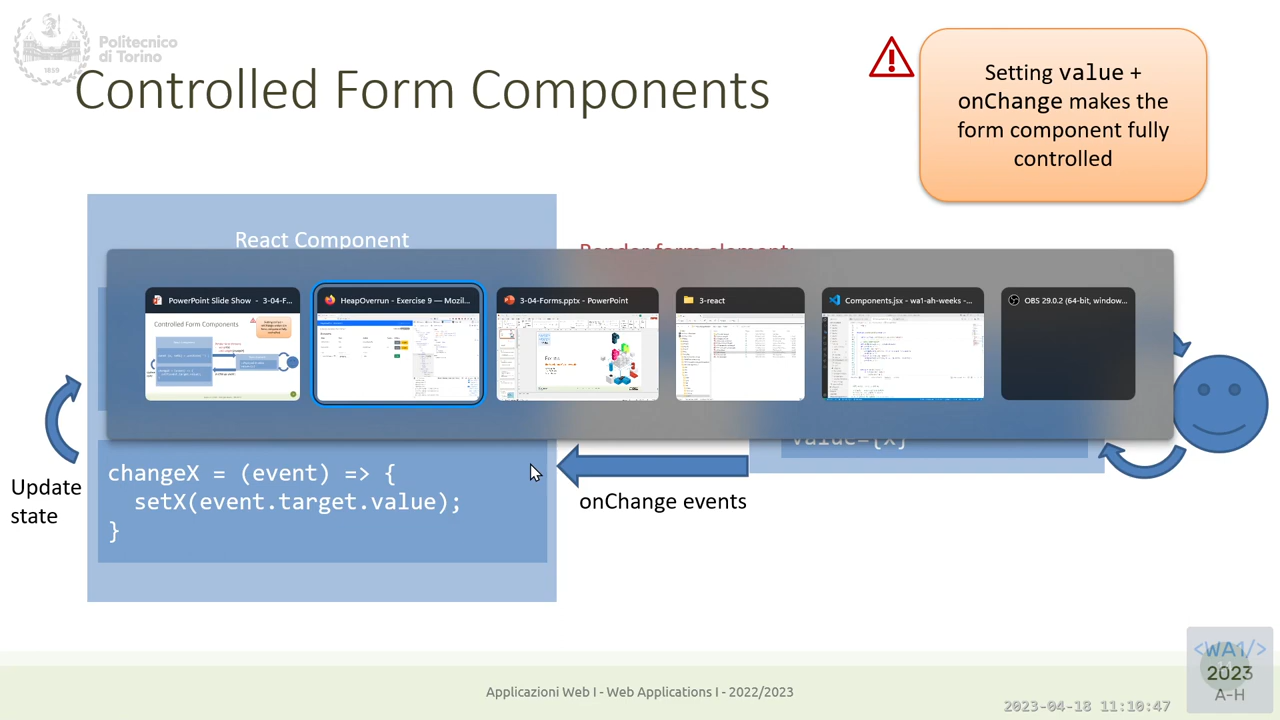 Politecnico
di Torino
1859
Controlled Form Components
Setting value +
onChange makes the
form component fully
controlled
React Component
Render form element:
PowerPoint Slide Show - 3-04-F...
HeapOverrun - Exercise 9 — Mozil...
3-04-Forms.pptx - PowerPoint
3-react
Components.jsx - wa1-ah-weeks -...
OBS 29.0.2 (64-bit, window...
Controlled Form Components
value={x}
changeX = (event) => {
setX(event.target.value);
}
Update
state
onChange events
<WA1/>
2023
A-H
Applicazioni Web I - Web Applications I - 2022/2023
2023-04-18 11:10:47